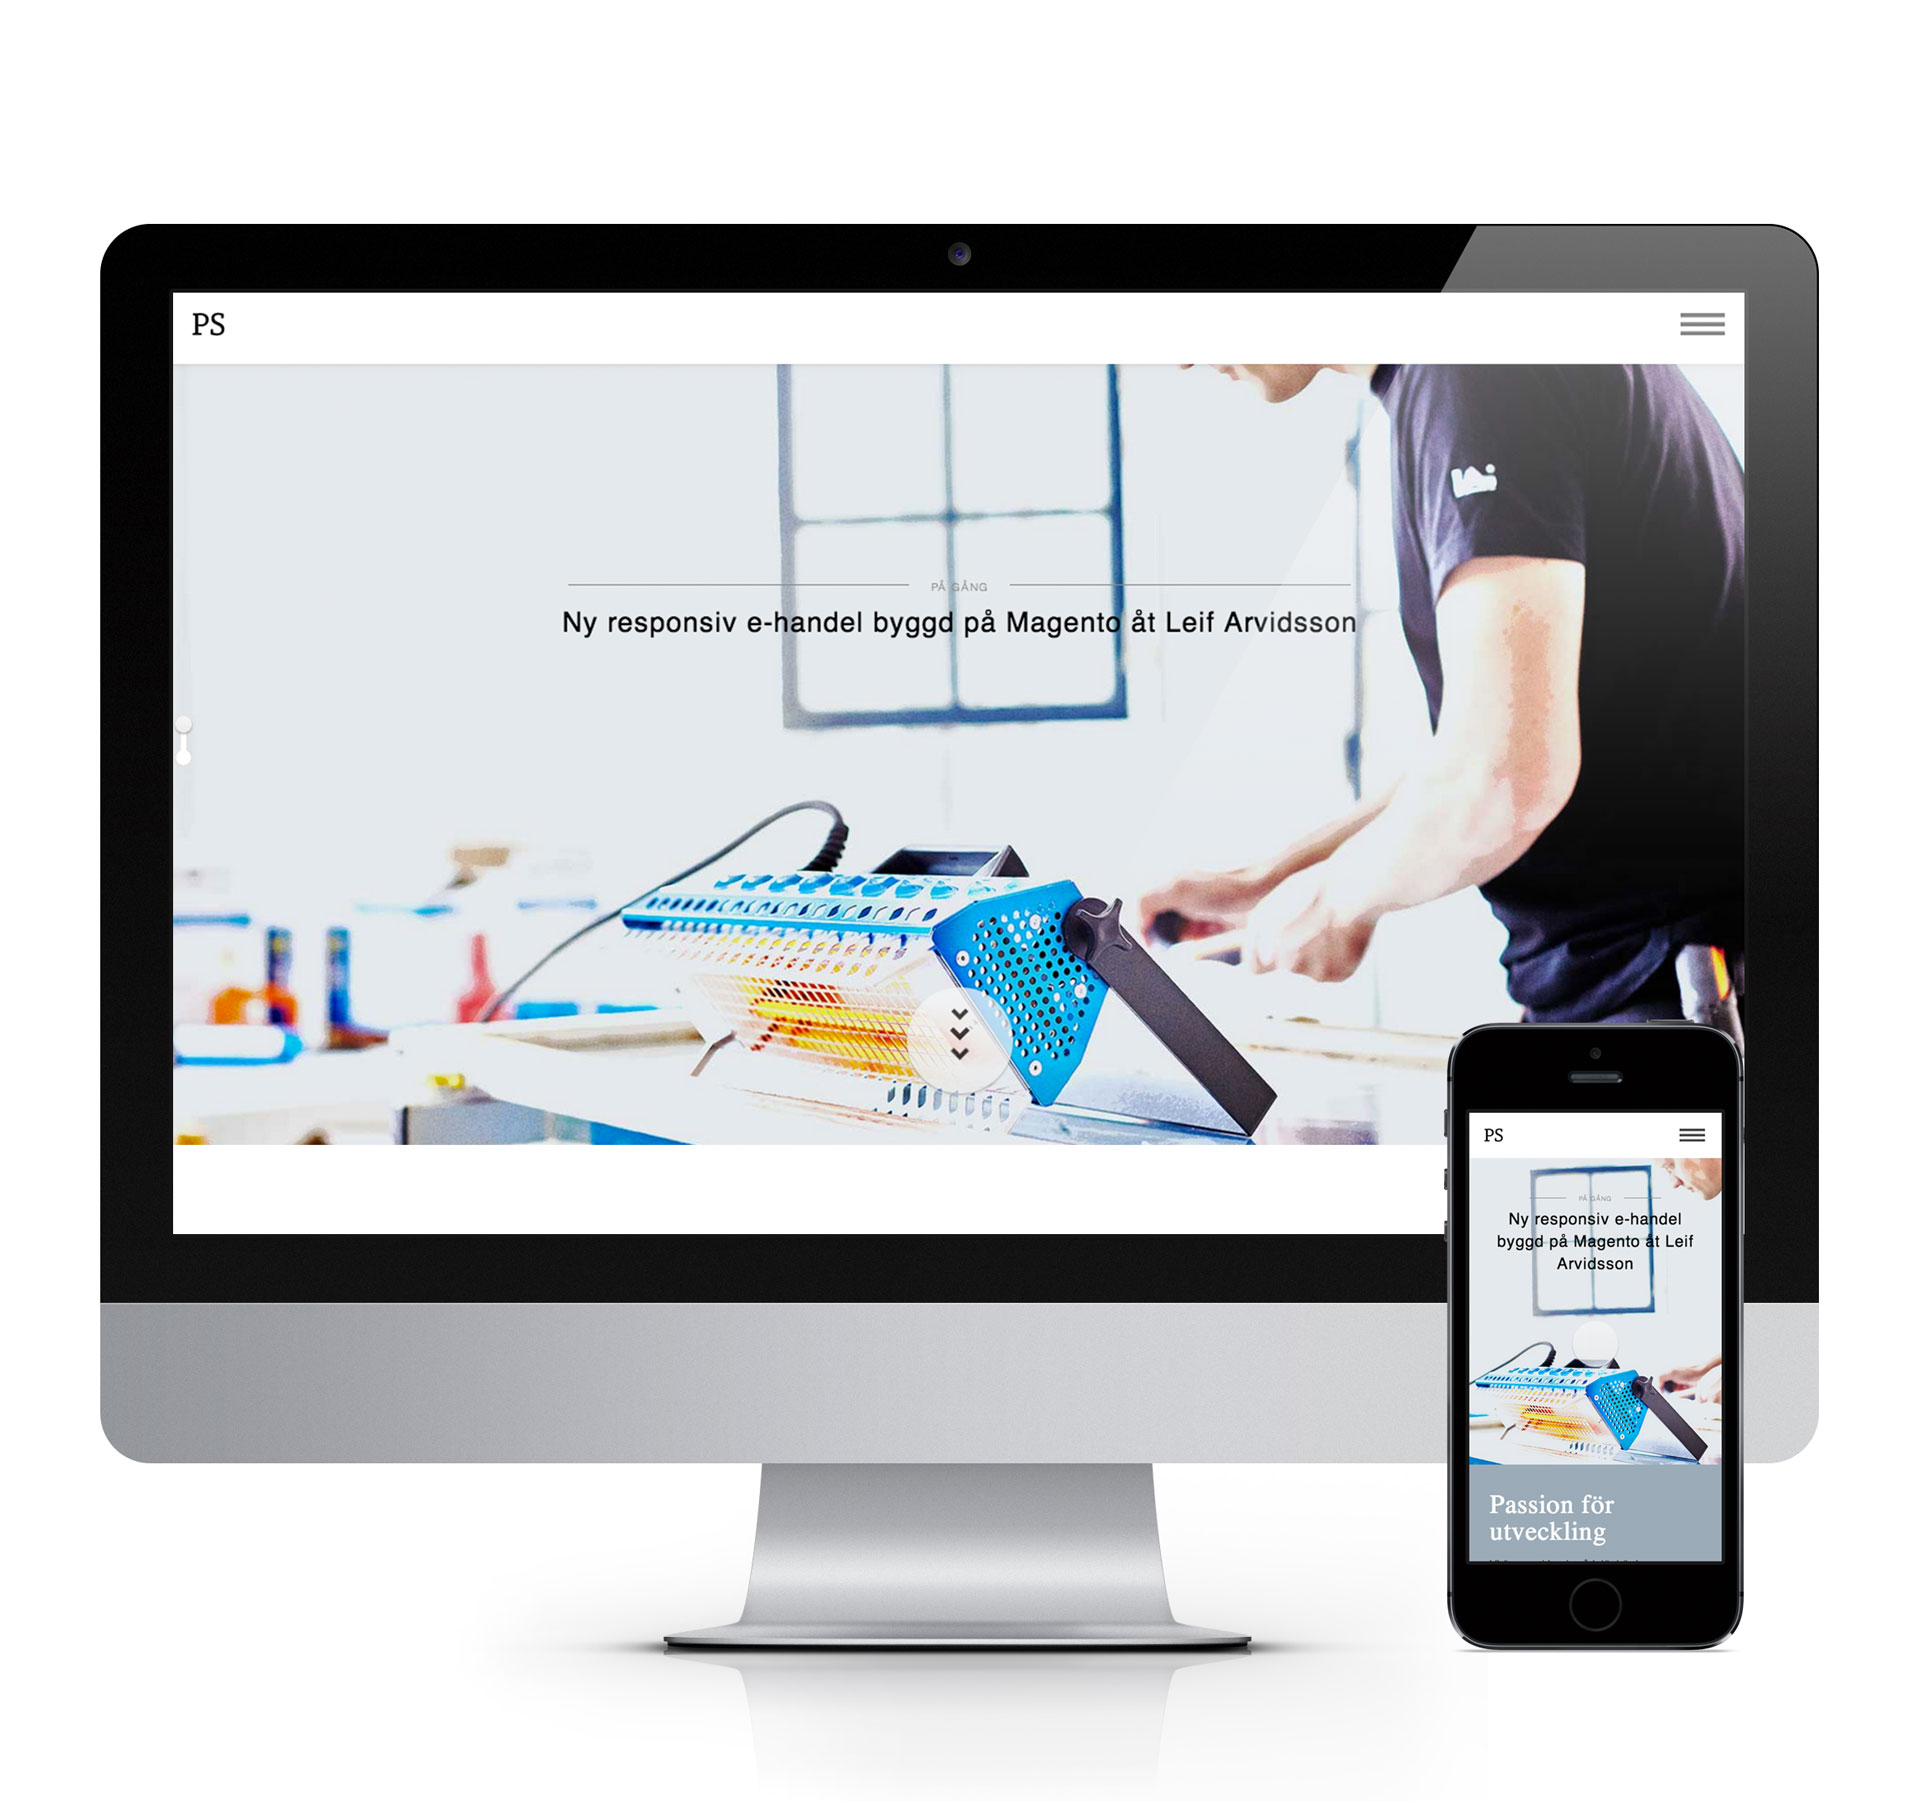 PS
PÅ GÅNG
Ny responsiv e-handel byggd på Magento åt Leif Arvidsson
PS
PÅ GÅNG
Ny responsiv e-handel
byggd på Magento åt Leif
Arvidsson
Passion för
utveckling